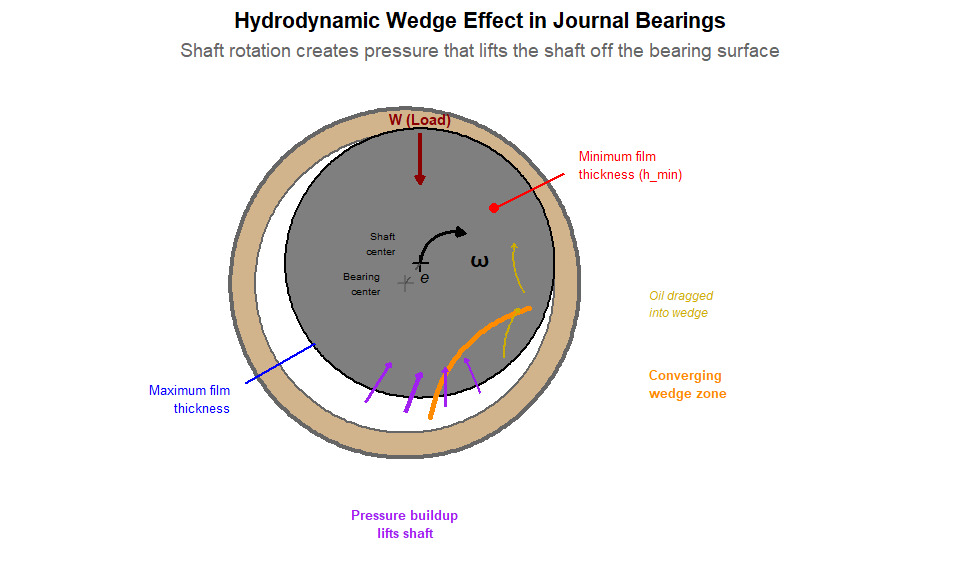 Hydrodynamic Wedge Effect in Journal Bearings
Shaft rotation creates pressure that lifts the shaft off the bearing surface
W (Load)
Minimum film
thickness (h_min)
Shaft
center
ω
Bearing
center
e
Oil dragged
into wedge
Converging
wedge zone
Maximum film
thickness
Pressure buildup
lifts shaft